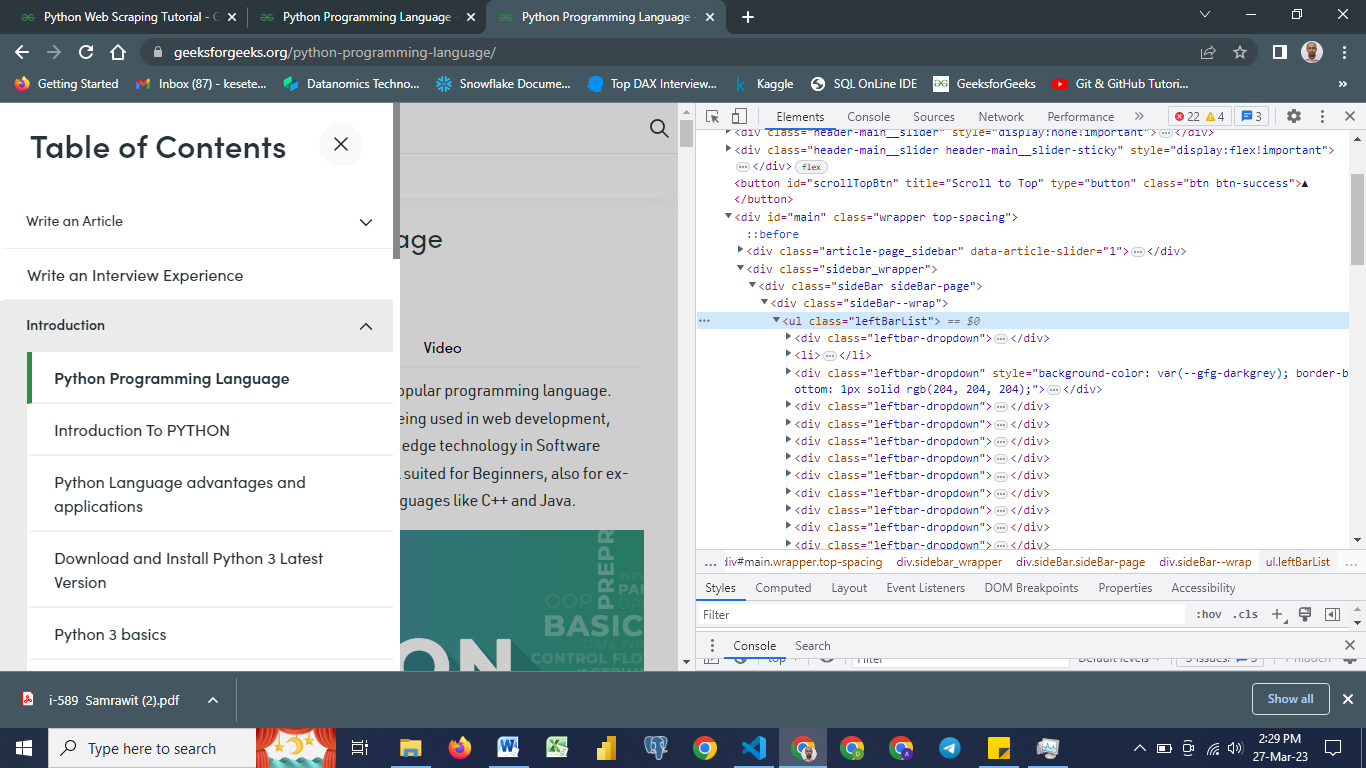 Python Web Scraping Tutorial - G
Python Programming Language -
Python Programming Language -
geeksforgeeks.org/python-programming-language/
Getting Started
Inbox (87) - kesete...
Datanomics Techno...
Snowflake Docume...
Top DAX Interview...
Kaggle
SQL OnLine IDE
GeeksforGeeks
Git & GitHub Tutori...
»
Table of Contents
Write an Article
Write an Interview Experience
Introduction
Python Programming Language
Introduction To PYTHON
Python Language advantages and
applications
Download and Install Python 3 Latest
Version
Python 3 basics
age
Video
opular programming language.
eing used in web development,
edge technology in Software
suited for Beginners, also for ex-
guages like C++ and Java.
PREPR
OOP
BASIC
DATA TYP
CONTROL FLO
ON
Elements Console Sources Network Performance » 22 4 3
<div class="header-main__slider" style="display:none!important">…</div>
<div class="header-main__slider header-main__slider-sticky" style="display:flex!important">
…</div> flex
<button id="scrollTopBtn" title="Scroll to Top" type="button" class="btn btn-success">▲
</button>
<div id="main" class="wrapper top-spacing">
::before
<div class="article-page_sidebar" data-article-slider="1">…</div>
<div class="sidebar_wrapper">
<div class="sideBar sideBar-page">
<div class="sideBar--wrap">
… <ul class="leftBarList"> == $0
<div class="leftbar-dropdown">…</div>
<li>…</li>
<div class="leftbar-dropdown" style="background-color: var(--gfg-darkgrey); border-b
ottom: 1px solid rgb(204, 204, 204);">…</div>
<div class="leftbar-dropdown">…</div>
<div class="leftbar-dropdown">…</div>
<div class="leftbar-dropdown">…</div>
<div class="leftbar-dropdown">…</div>
<div class="leftbar-dropdown">…</div>
<div class="leftbar-dropdown">…</div>
<div class="leftbar-dropdown">…</div>
<div class="leftbar-dropdown">…</div>
<div class="leftbar-dropdown">…</div>
… div#main.wrapper.top-spacing div.sidebar_wrapper div.sideBar.sideBar-page div.sideBar--wrap ul.leftBarList …
Styles Computed Layout Event Listeners DOM Breakpoints Properties Accessibility
Filter :hov .cls +
Console Search
top Filter Default levels 3 Issues: 3 7 hidden
i-589 Samrawit (2).pdf
Show all
Type here to search
2:29 PM
27-Mar-23